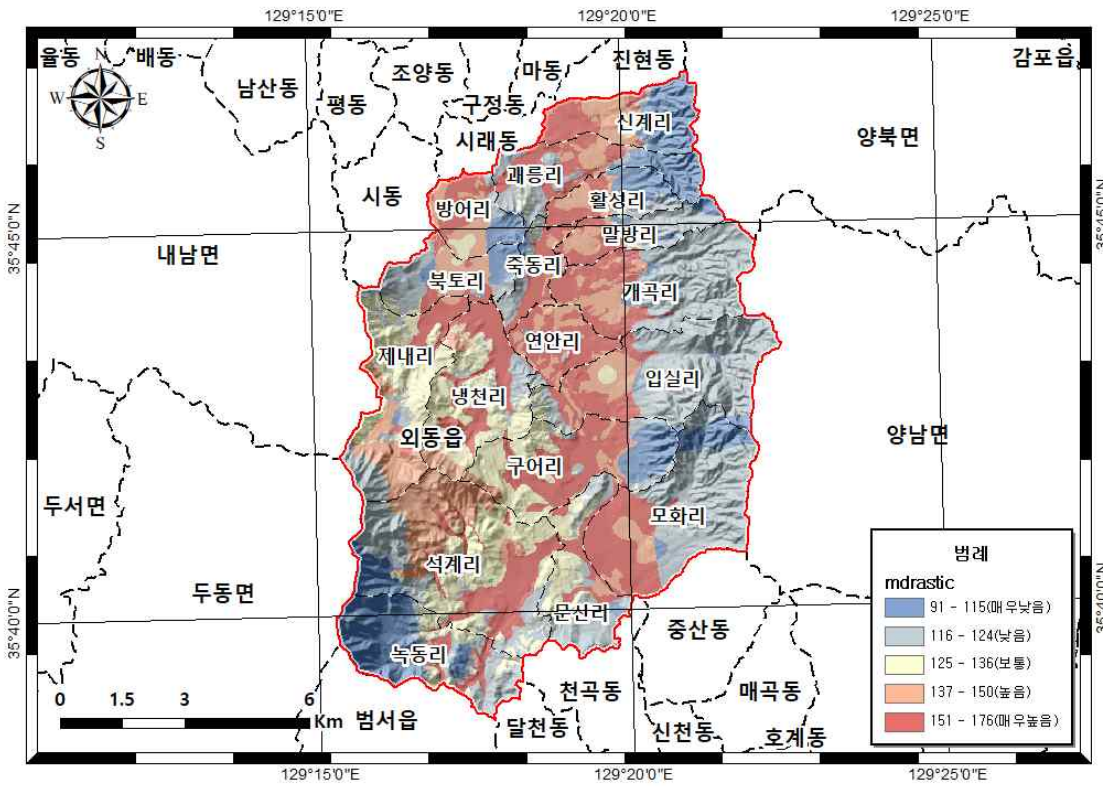 129°15'0"E
129°20'0"E
129°25'0"E
율동
배동
조양동
마동
진현동
감포읍
N
W
E
S
남산동
평동
구정동
신계리
시래동
양북면
괘릉리
시동
활성리
방어리
말방리
35°45'0"N
35°45'0"N
내남면
죽동리
북토리
개곡리
연안리
제내리
입실리
냉천리
외동읍
양남면
구어리
두서면
모화리
석계리
두동면
문산리
35°40'0"N
35°40'0"N
중산동
녹동리
천곡동
매곡동
0 1.5 3 6
Km
범서읍
달천동
신천동
호계동
범례
mdrastic
91 - 115(매우낮음)
116 - 124(낮음)
125 - 136(보통)
137 - 150(높음)
151 - 176(매우높음)
129°15'0"E
129°20'0"E
129°25'0"E